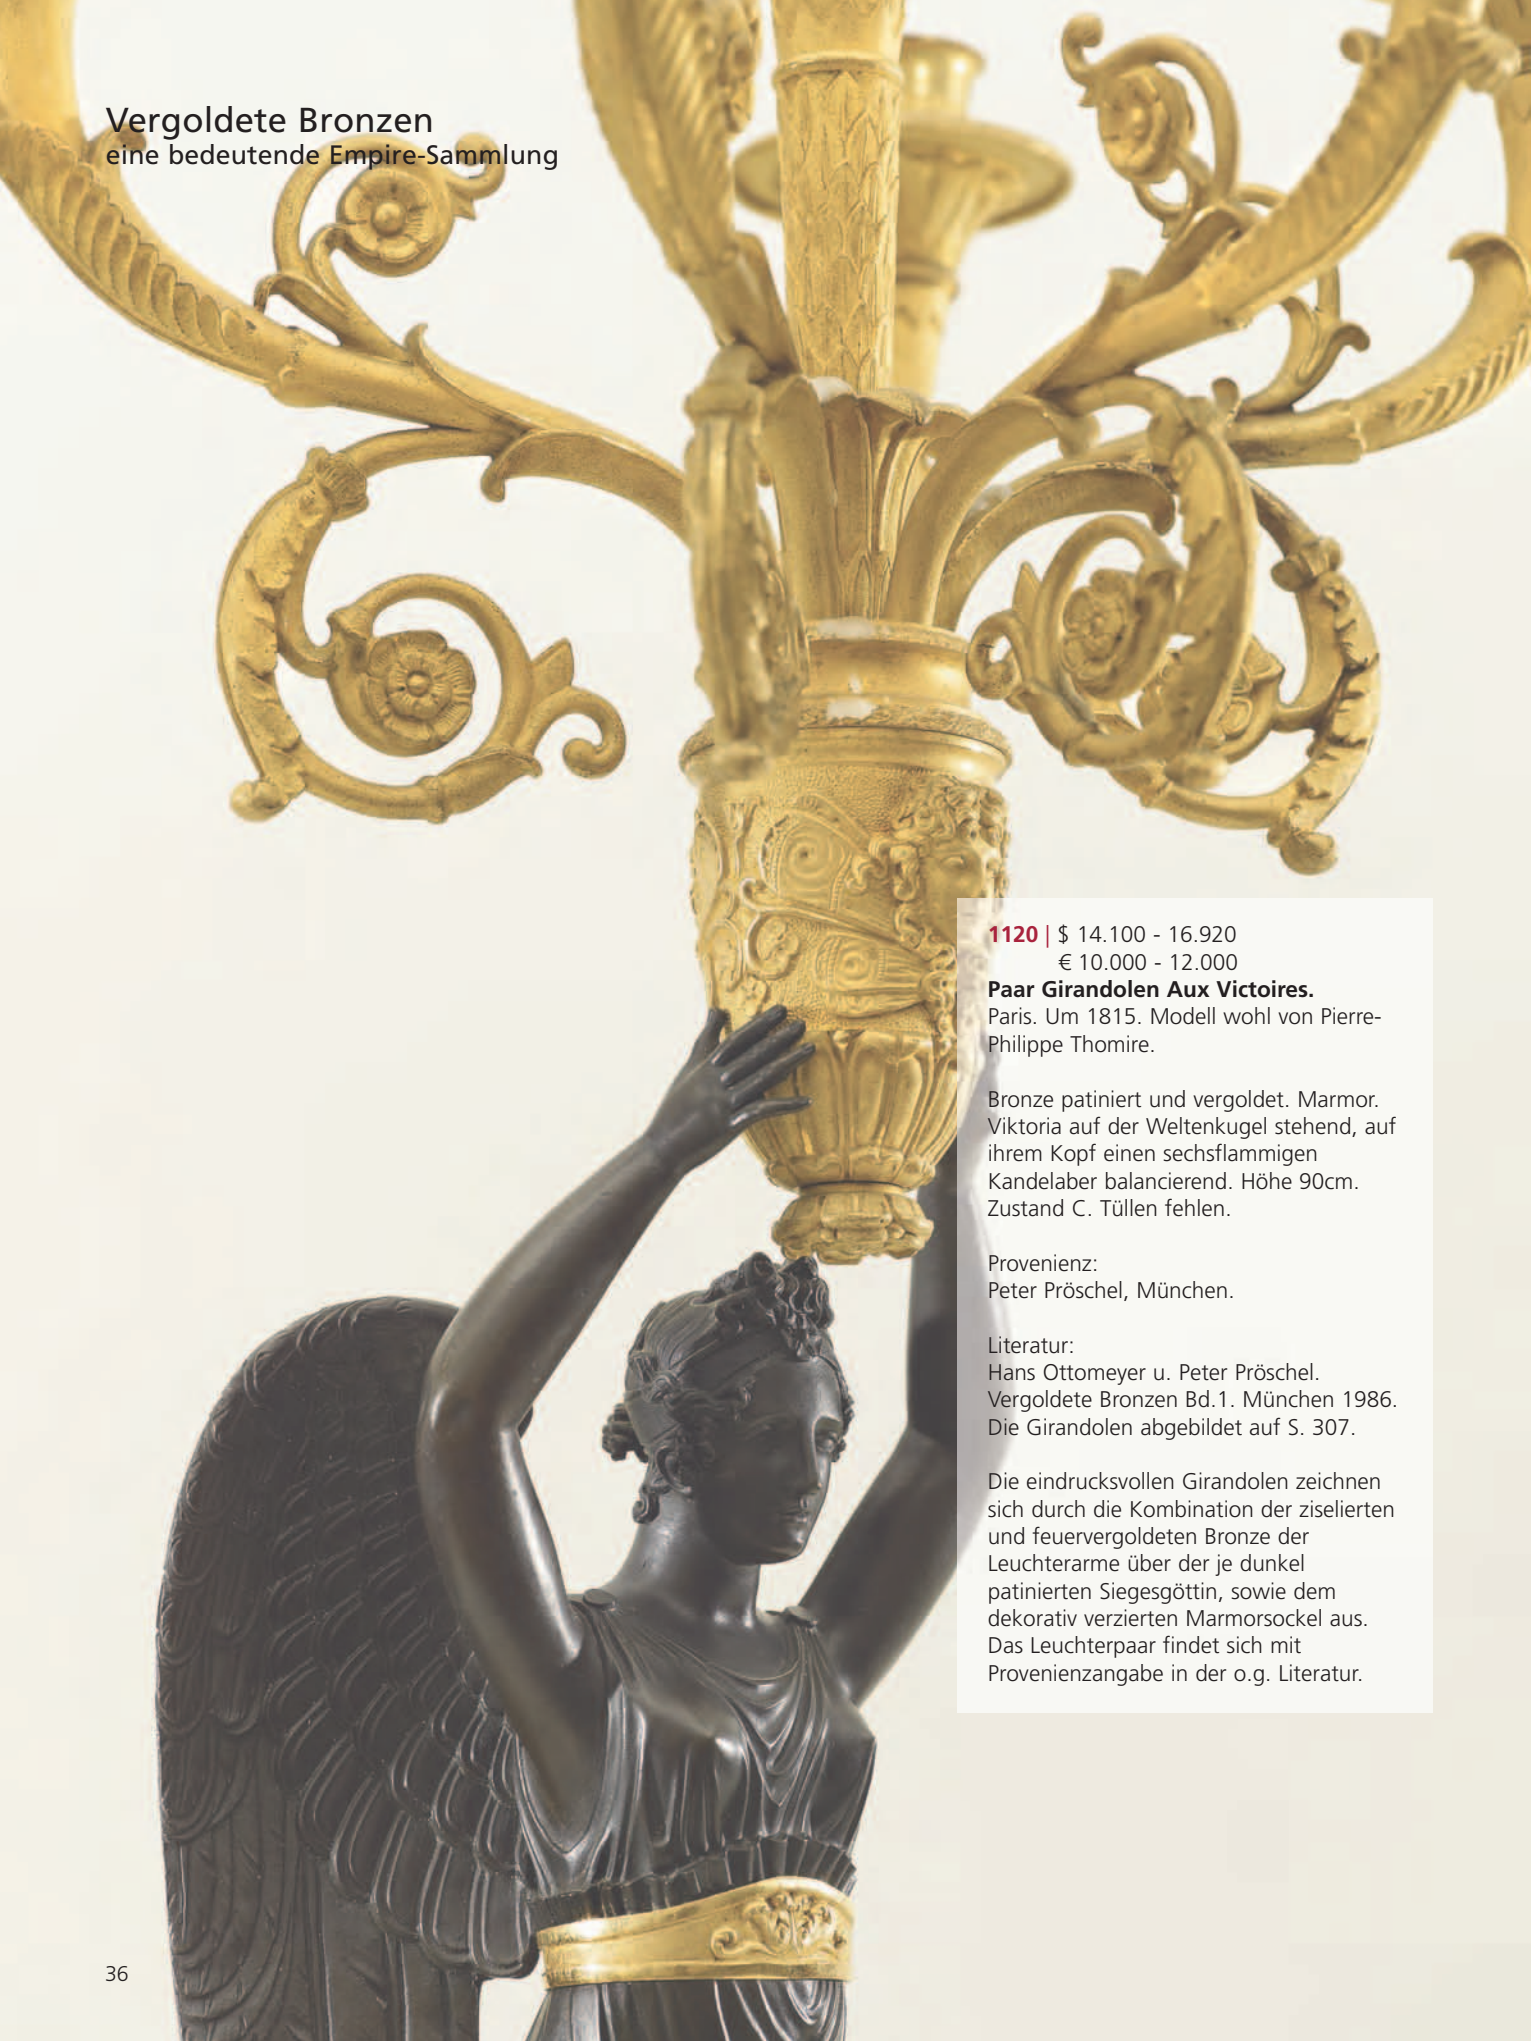 Vergoldete Bronzen
eine bedeutende Empire-Sammlung
1120 | $ 14.100 - 16.920
€ 10.000 - 12.000
Paar Girandolen Aux Victoires.
Paris. Um 1815. Modell wohl von Pierre-
Philippe Thomire.
Bronze patiniert und vergoldet. Marmor.
Viktoria auf der Weltenkugel stehend, auf
ihrem Kopf einen sechsflammigen
Kandelaber balancierend. Höhe 90cm.
Zustand C. Tüllen fehlen.
Provenienz:
Peter Pröschel, München.
Literatur:
Hans Ottomeyer u. Peter Pröschel.
Vergoldete Bronzen Bd.1. München 1986.
Die Girandolen abgebildet auf S. 307.
Die eindrucksvollen Girandolen zeichnen
sich durch die Kombination der ziselierten
und feuervergoldeten Bronze der
Leuchterarme über der je dunkel
patinierten Siegesgöttin, sowie dem
dekorativ verzierten Marmorsockel aus.
Das Leuchterpaar findet sich mit
Provenienzangabe in der o.g. Literatur.
36